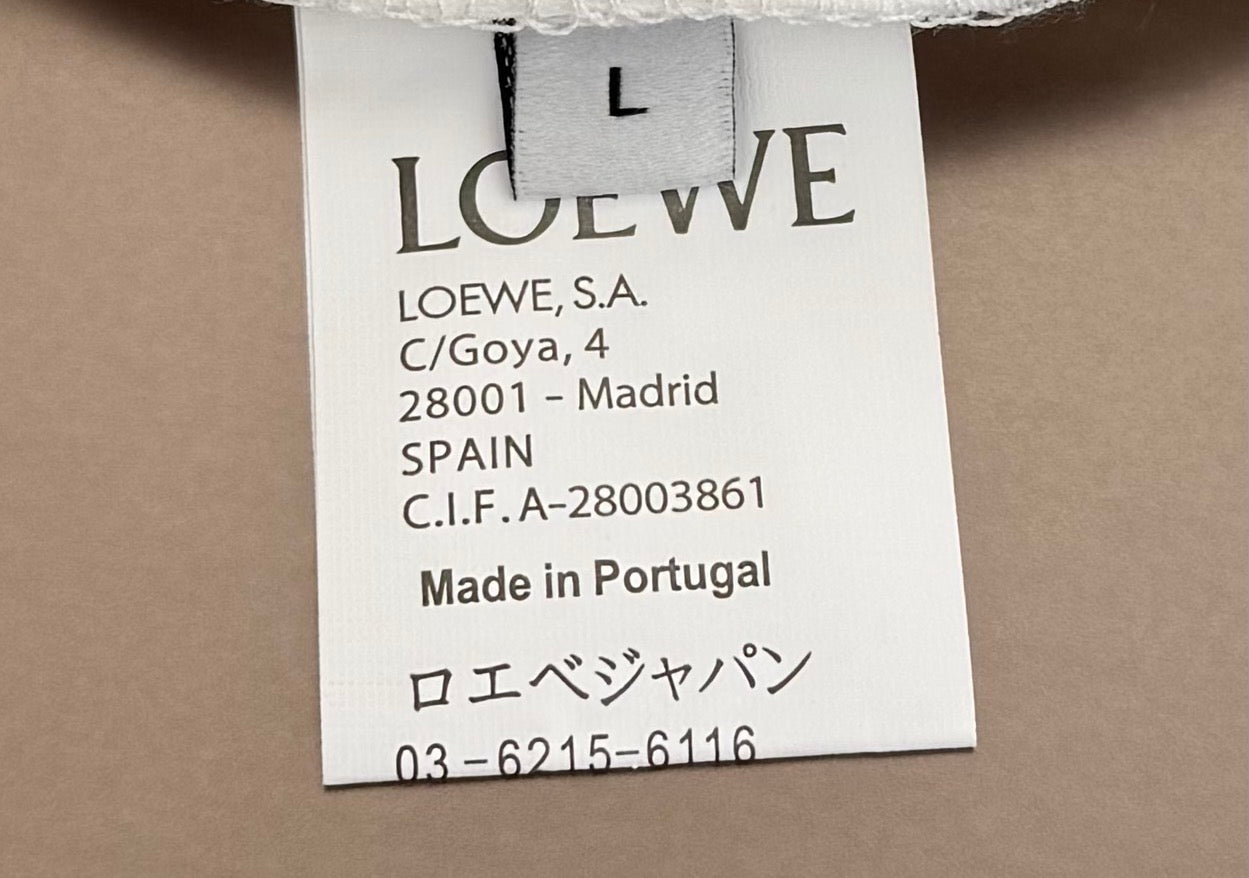 L
LOEWE
LOEWE, S.A.
C/Goya, 4
28001 - Madrid
SPAIN
C.I.F. A-28003861
Made in Portugal
ロエベジャパン
03-6215-6116